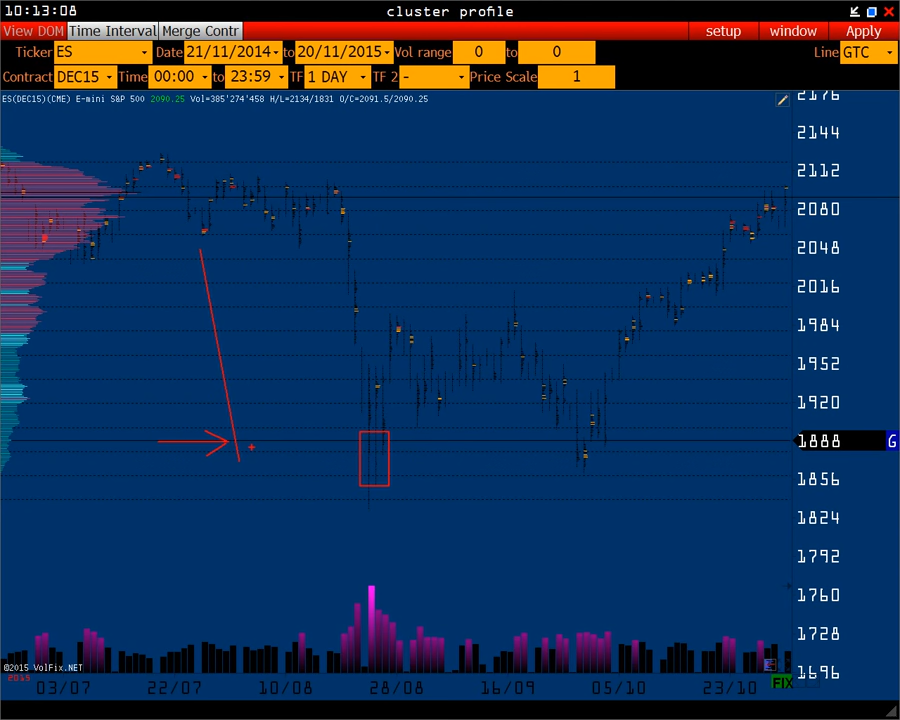 10:13:08 cluster profile
View DOM Time Interval Merge Contr setup window Apply
Ticker ES Date 21/11/2014 to 20/11/2015 Vol range 0 to 0 Line GTC
Contract DEC15 Time 00:00 to 23:59 TF 1 DAY TF 2 - Price Scale 1
ES(DEC15)(CME) E-mini S&P 500 2090.25 Vol=385'274'458 H/L=2134/1831 O/C=2091.5/2090.25
2176
2144
2112
2080
2048
2016
1984
1952
1920
1888 G
1856
1824
1792
1760
1728
1696
©2015 VolFix.NET
2015
03/07 22/07 10/08 28/08 16/09 05/10 23/10 FIX